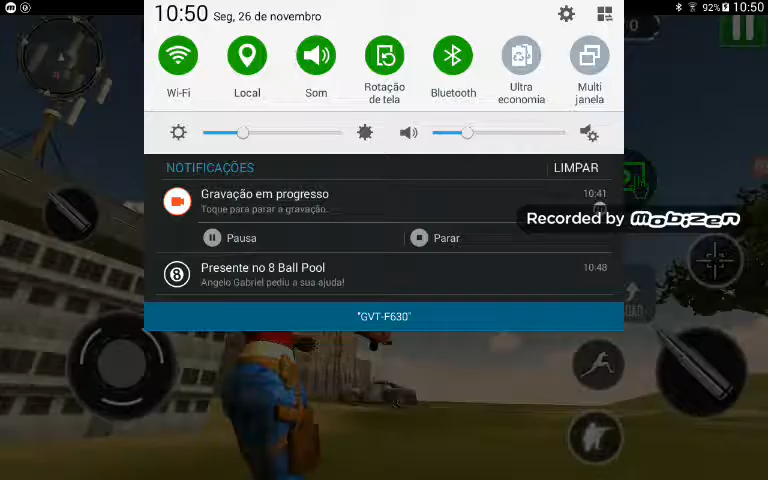 10:50 Seg, 26 de novembro
92% 10:50
Wi-Fi
Local
Som
Rotação de tela
Bluetooth
Ultra economia
Multi janela
NOTIFICAÇÕES
LIMPAR
Gravação em progresso
10:41
Toque para parar a gravação.
Recorded by mobizen
Pausa
Parar
8
Presente no 8 Ball Pool
10:48
Angelo Gabriel pediu a sua ajuda!
"GVT-F630"